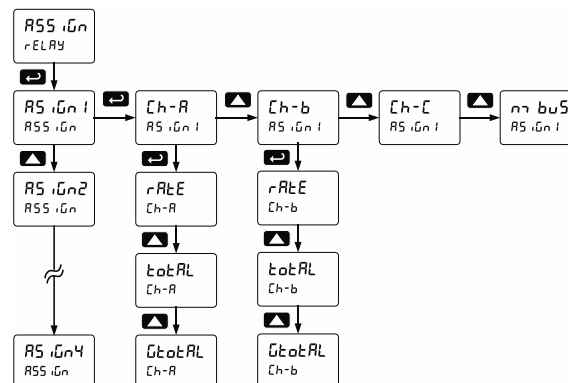 ASSiGn
rELAY
ASiGn1
ASSiGn
Ch-A
ASiGn1
Ch-b
ASiGn1
Ch-C
ASiGn1
m buS
ASiGn1
ASiGn2
ASSiGn
rAtE
Ch-A
rAtE
Ch-b
totAL
Ch-A
totAL
Ch-b
ASiGn4
ASSiGn
GtotAL
Ch-A
GtotAL
Ch-b